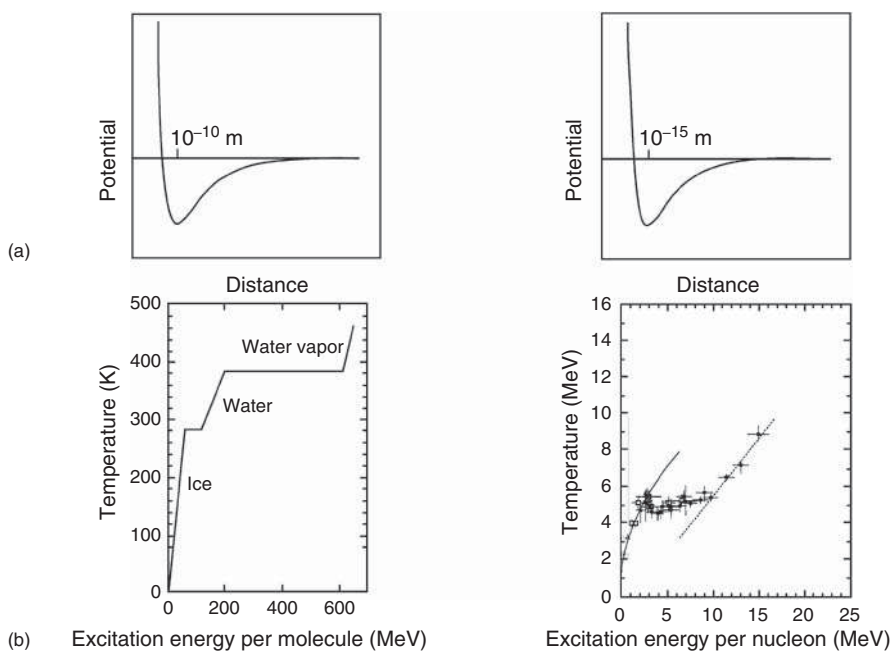 Potential
10–10 m
Distance
Potential
10–15 m
Distance
(a)
Temperature (K)
500
400
300
200
100
0
Water vapor
Water
Ice
0 200 400 600
Excitation energy per molecule (MeV)
Temperature (MeV)
16
14
12
10
8
6
4
2
0
0 5 10 15 20 25
Excitation energy per nucleon (MeV)
(b)